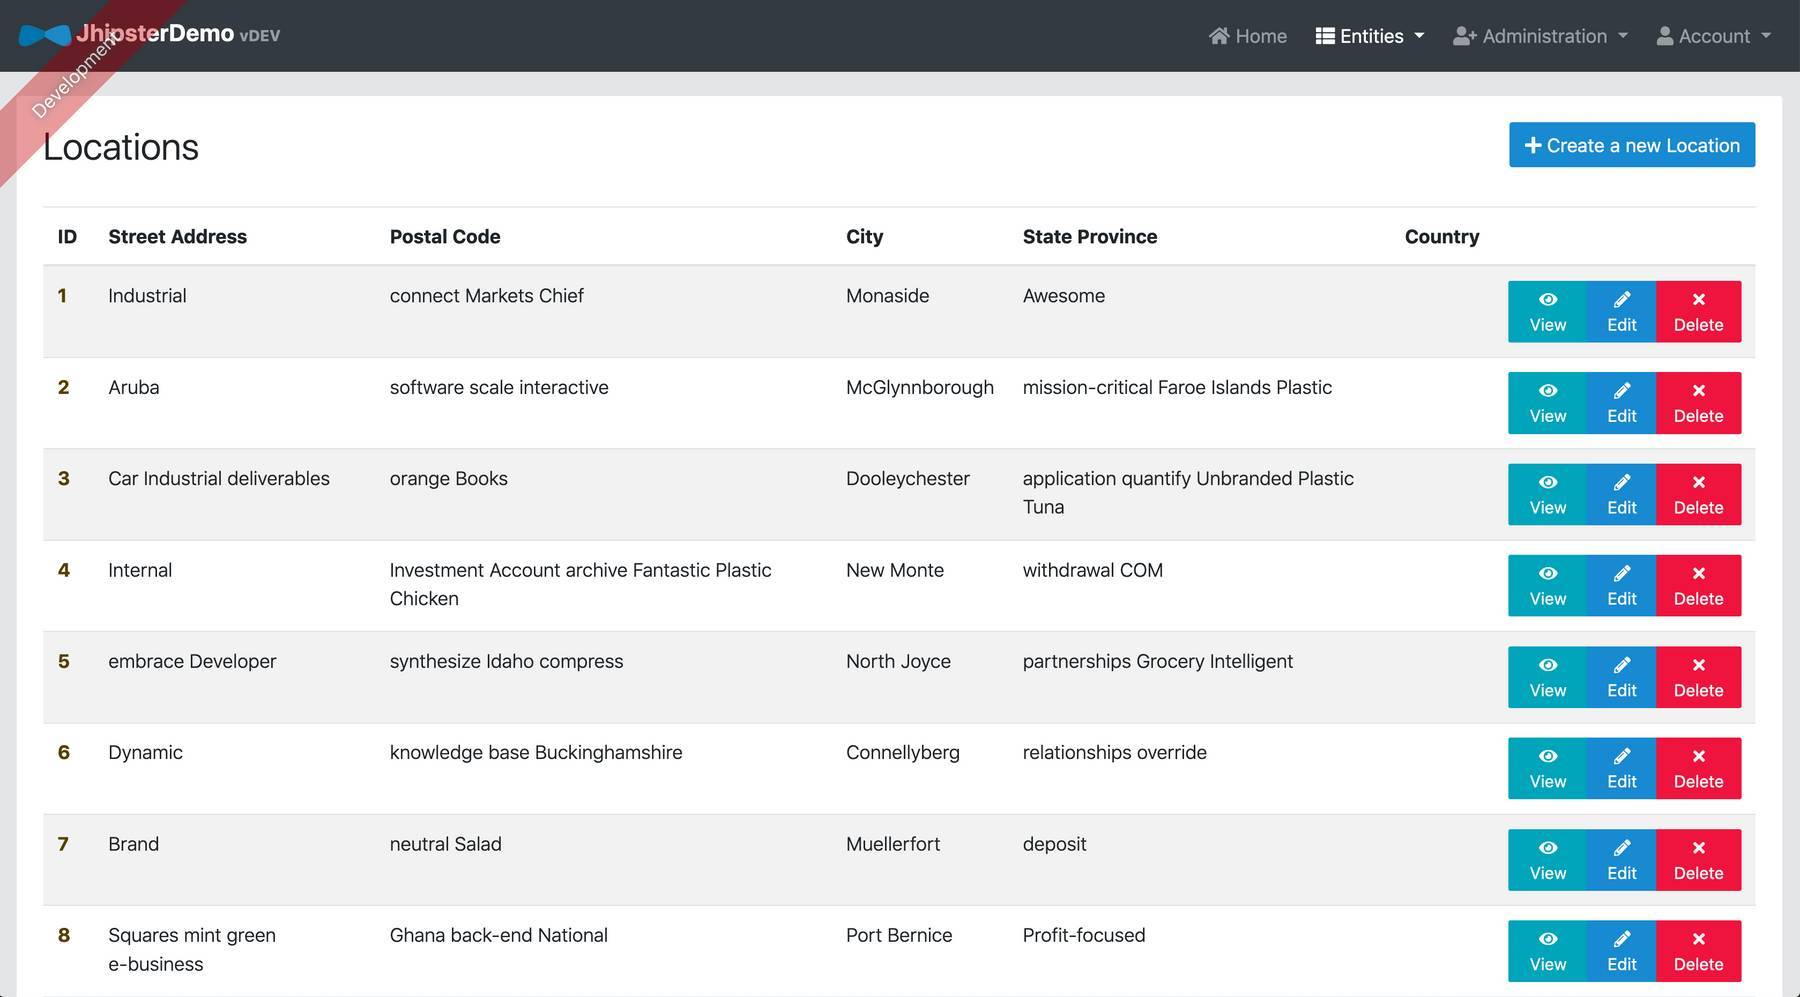 JhipsterDemo vDEV
Home Entities Administration Account
Development
Locations
Create a new Location
ID Street Address Postal Code City State Province Country
1 Industrial connect Markets Chief Monaside Awesome
View Edit Delete
2 Aruba software scale interactive McGlynnborough mission-critical Faroe Islands Plastic
View Edit Delete
3 Car Industrial deliverables orange Books Dooleychester application quantify Unbranded Plastic
Tuna
View Edit Delete
4 Internal Investment Account archive Fantastic Plastic New Monte withdrawal COM
Chicken
View Edit Delete
5 embrace Developer synthesize Idaho compress North Joyce partnerships Grocery Intelligent
View Edit Delete
6 Dynamic knowledge base Buckinghamshire Connellyberg relationships override
View Edit Delete
7 Brand neutral Salad Muellerfort deposit
View Edit Delete
8 Squares mint green Ghana back-end National Port Bernice Profit-focused
e-business
View Edit Delete